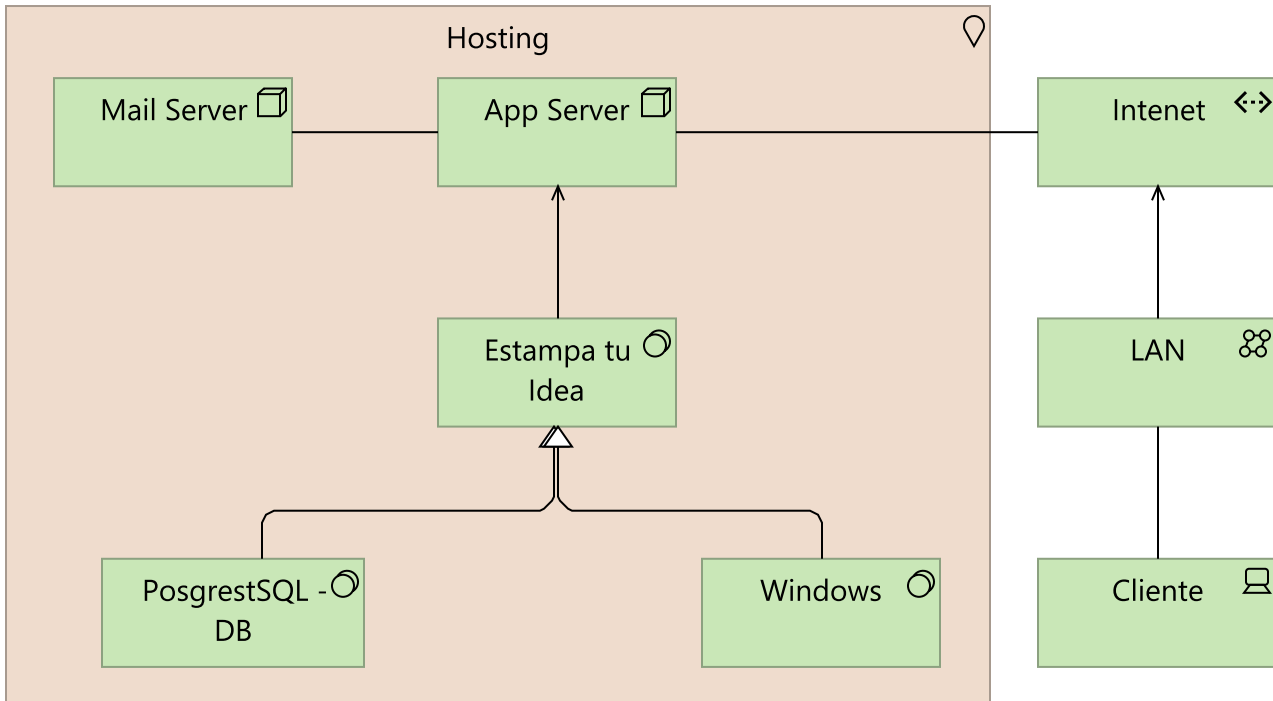 Hosting
Mail Server
App Server
Intenet
Estampa tu
Idea
LAN
PosgrestSQL -
DB
Windows
Cliente